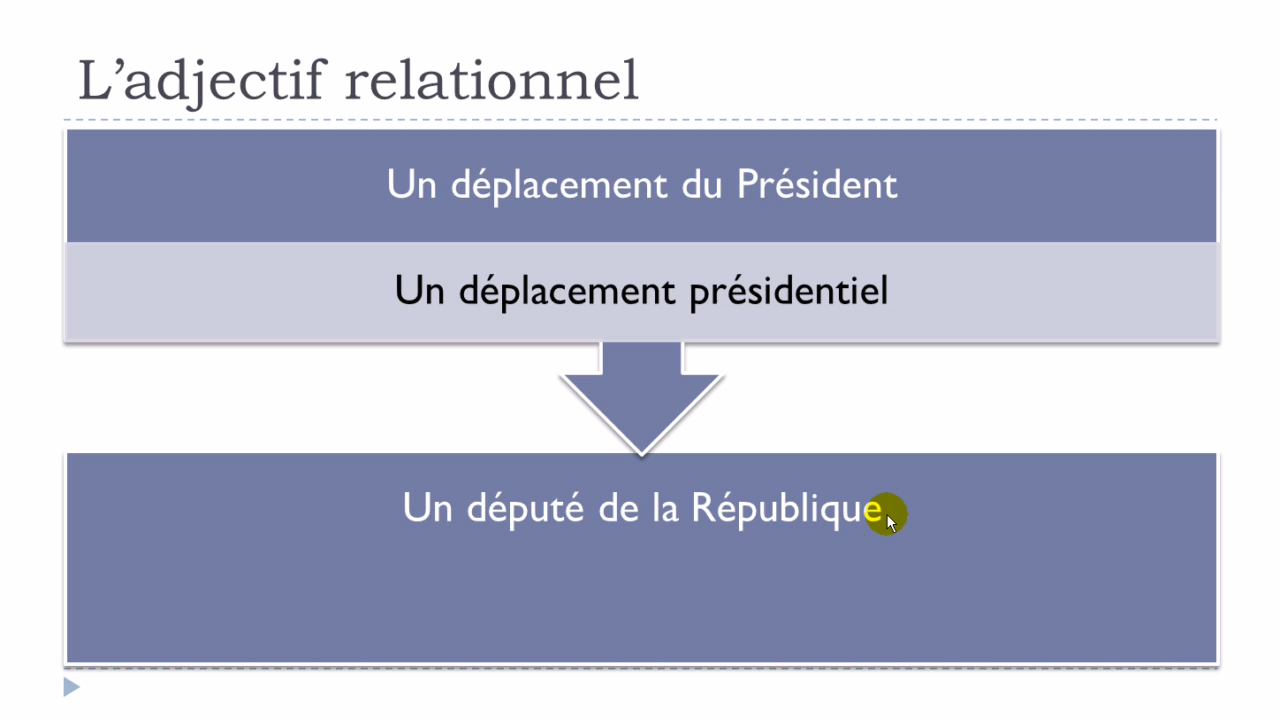 L’adjectif relationnel
Un déplacement du Président
Un déplacement présidentiel
Un député de la République